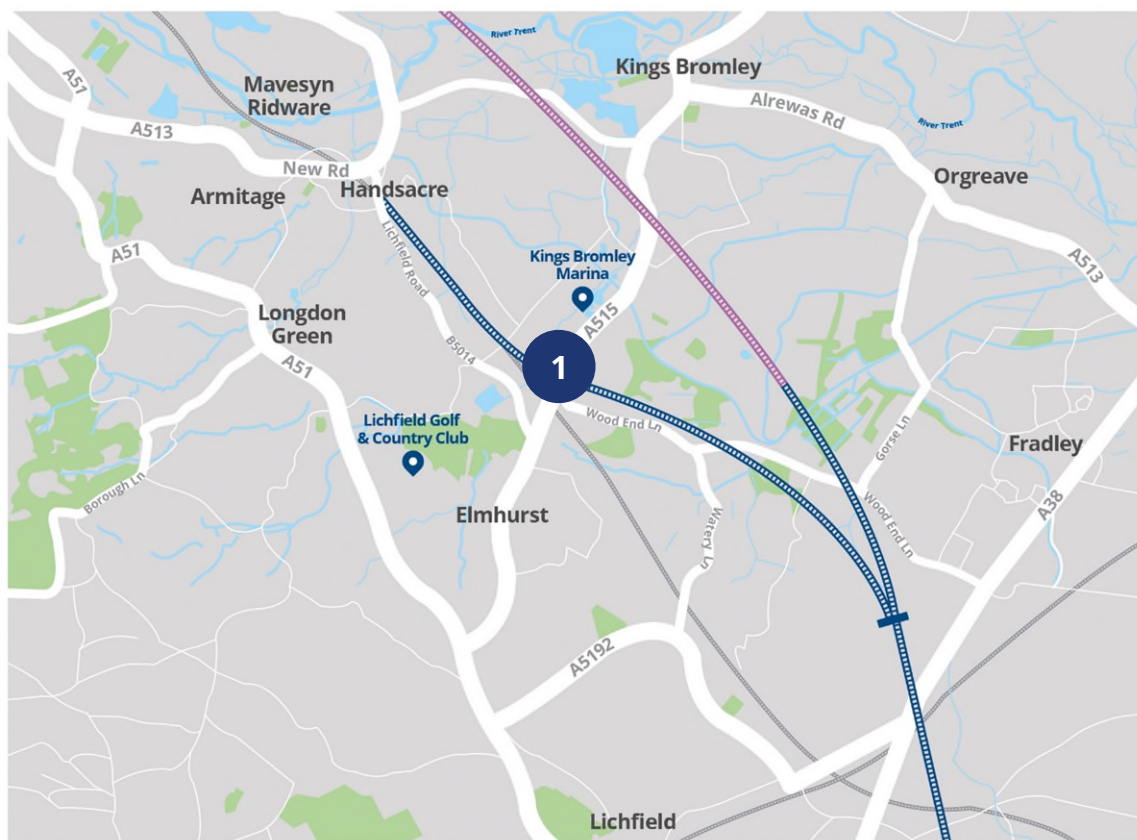 River Trent
Kings Bromley
A51
Mavesyn
Ridware
Alrewas Rd
A513
River Trent
New Rd
Orgreave
Armitage
Handsacre
Lichfield Road
A51
Kings Bromley
Marina
A513
Longdon
Green
A515
B5014
1
A51
Lichfield Golf
& Country Club
Wood End Ln
Gorse Ln
Fradley
Borough Ln
A38
Elmhurst
Watery Ln
Wood End Ln
A5192
Lichfield